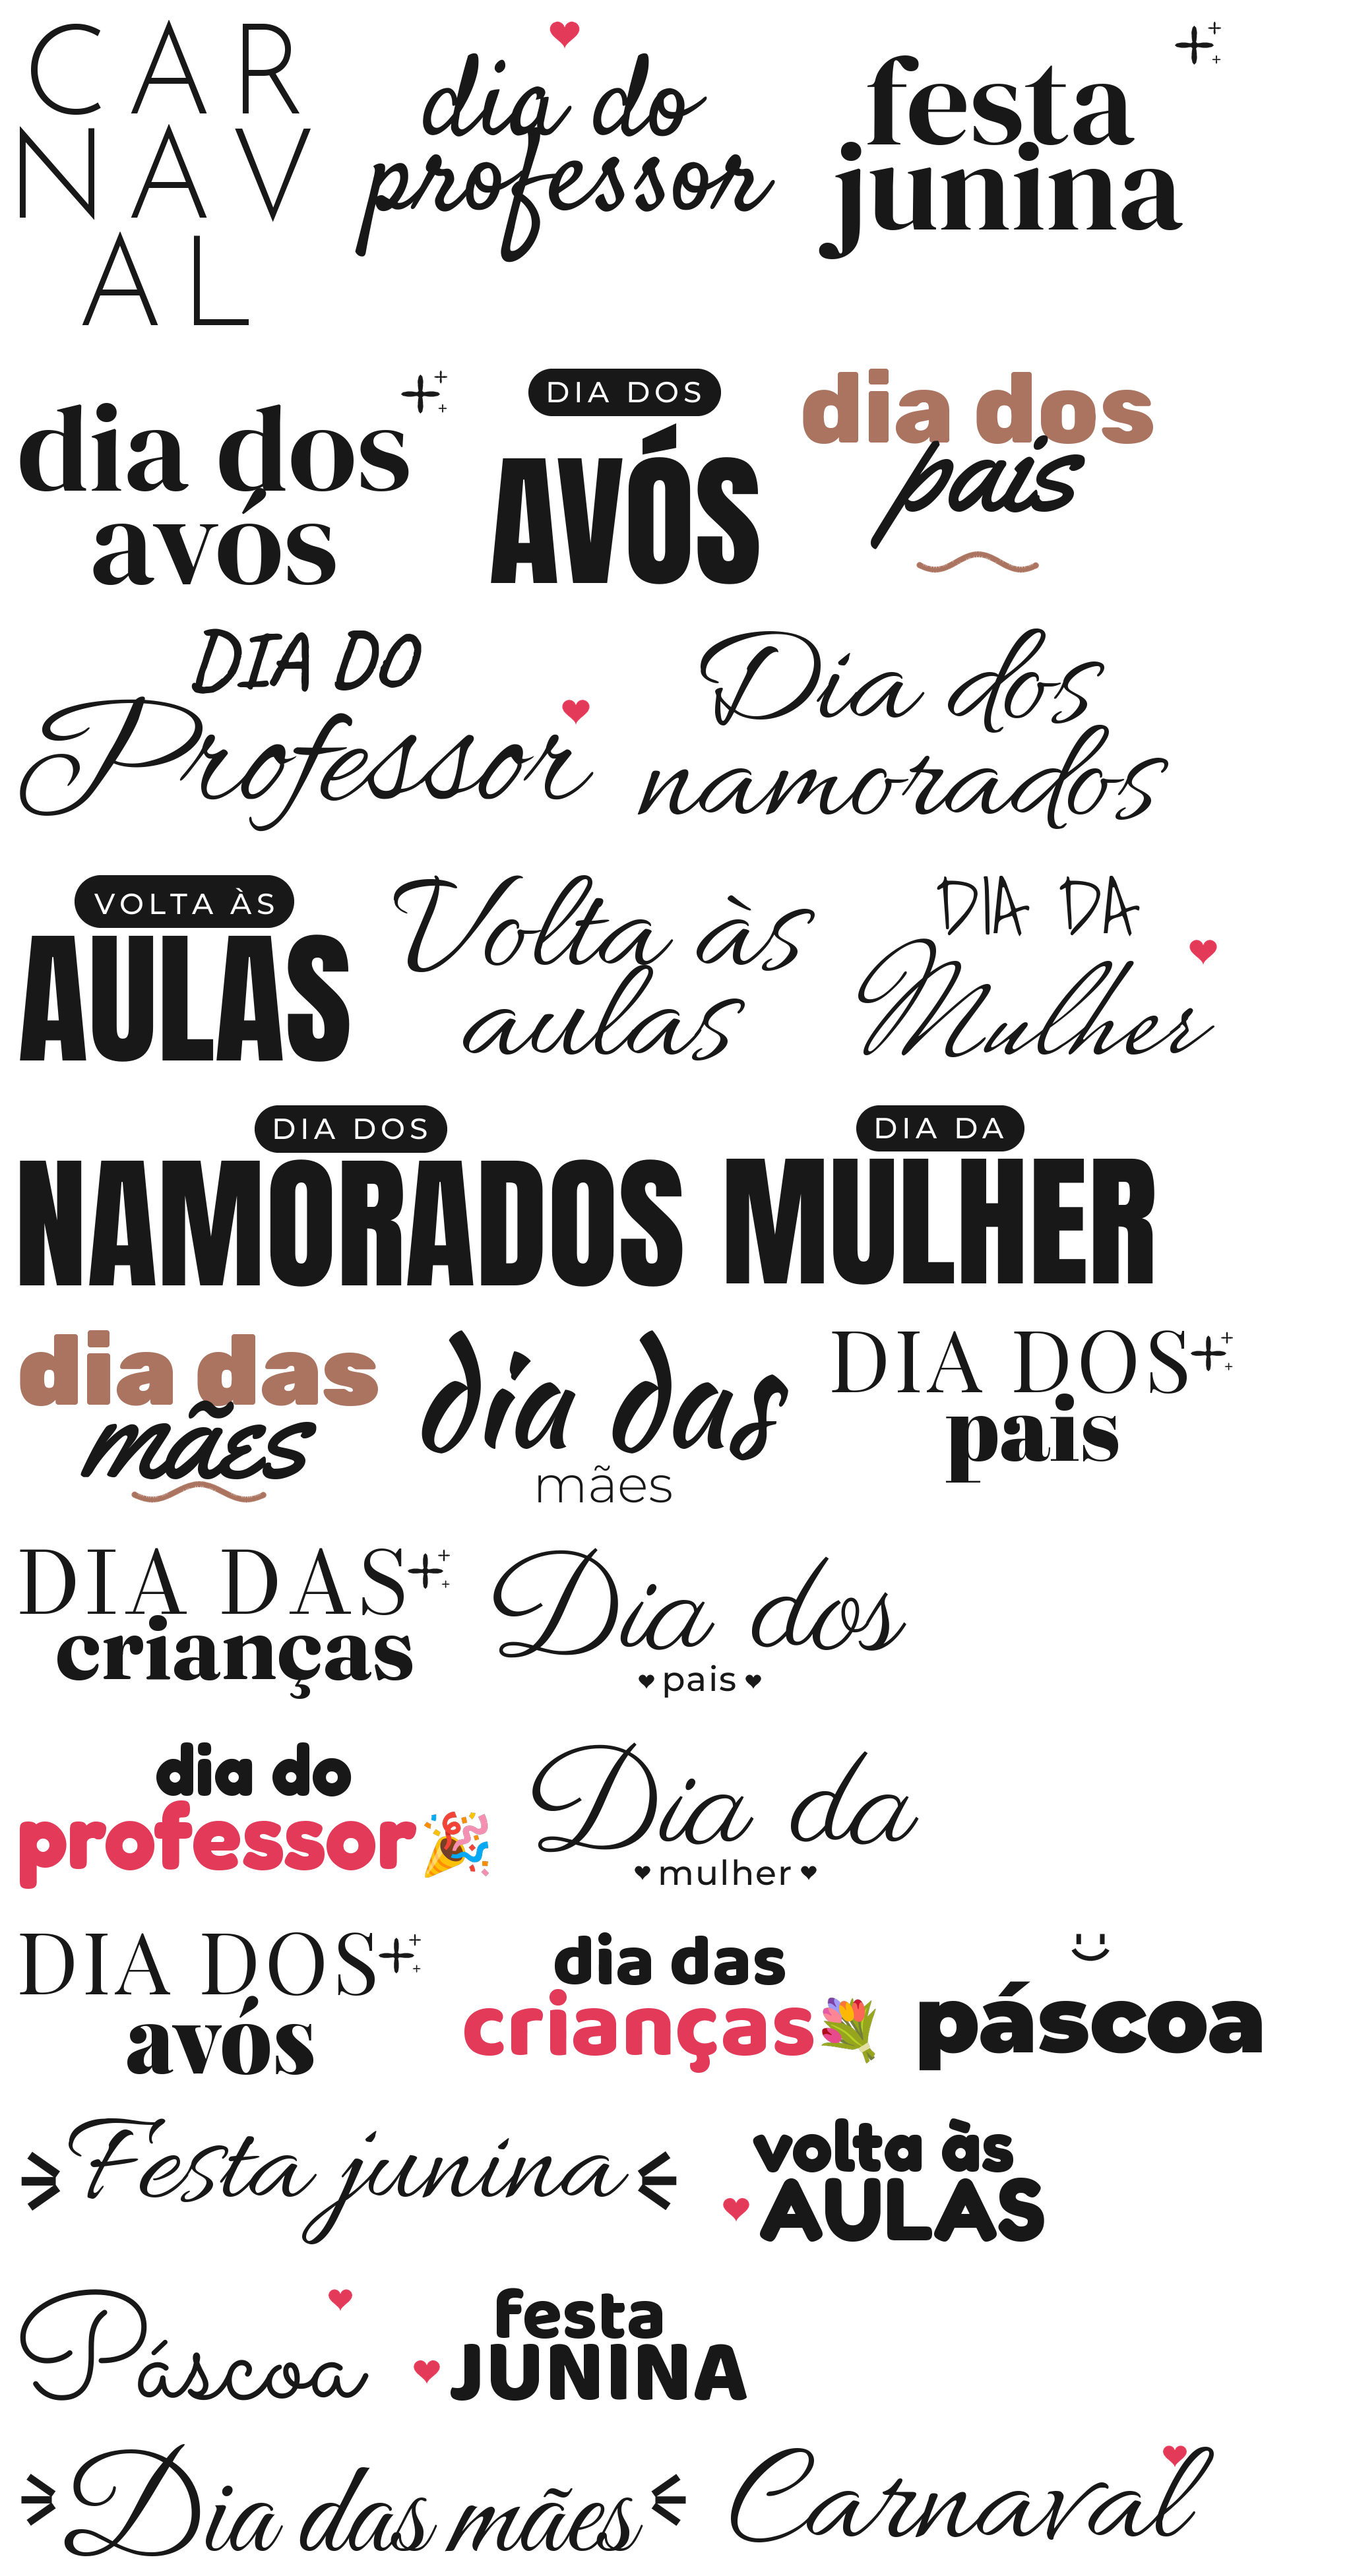 CAR
NAV
AL
dia do
professor
festa
junina
dia dos
avós
DIA DOS
AVÓS
dia dos
pais
DIA DO
Professor
Dia dos
namorados
VOLTA ÀS
AULAS
Volta às
aulas
DIA DA
Mulher
DIA DOS
NAMORADOS
DIA DA
MULHER
dia das
mães
dia das
mães
DIA DOS
pais
DIA DAS
crianças
Dia dos
pais
dia do
professor
Dia da
mulher
DIA DOS
avós
dia das
crianças
páscoa
Festa junina
volta às
AULAS
Páscoa
festa
JUNINA
Dia das mães
Carnaval